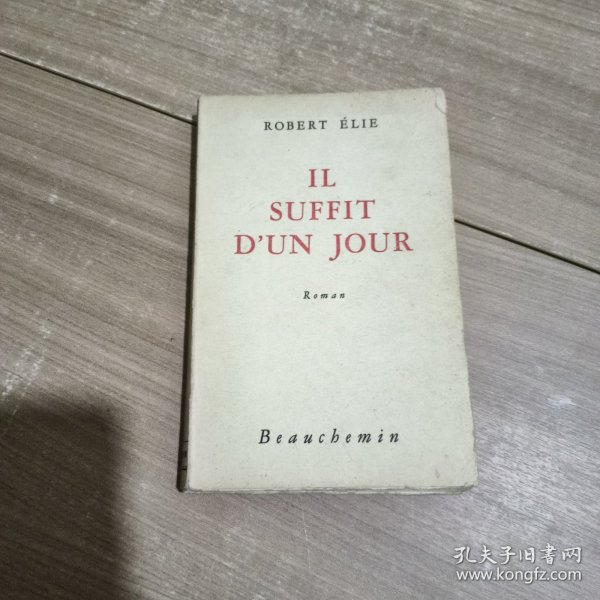 ROBERT ÉLIE
IL
SUFFIT
D'UN JOUR
Roman
Beauchemin
孔夫子旧书网
www.kongfz.com